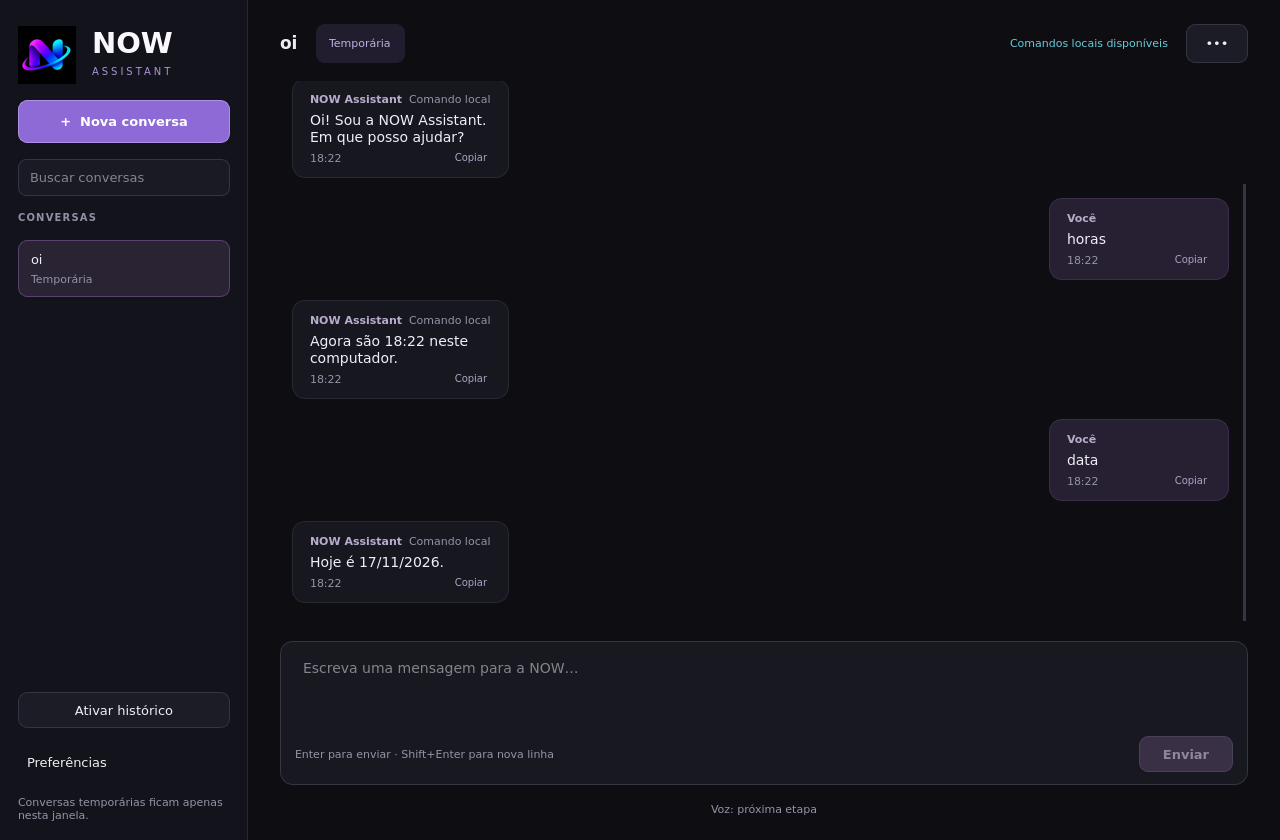 NOW
ASSISTANT
+ Nova conversa
Buscar conversas
CONVERSAS
oi
Temporária
Ativar histórico
Preferências
Conversas temporárias ficam apenas
nesta janela.
oi
Temporária
Comandos locais disponíveis
•••
NOW Assistant Comando local
Oi! Sou a NOW Assistant.
Em que posso ajudar?
18:22 Copiar
Você
horas
18:22 Copiar
NOW Assistant Comando local
Agora são 18:22 neste
computador.
18:22 Copiar
Você
data
18:22 Copiar
NOW Assistant Comando local
Hoje é 17/11/2026.
18:22 Copiar
Escreva uma mensagem para a NOW…
Enter para enviar · Shift+Enter para nova linha
Enviar
Voz: próxima etapa